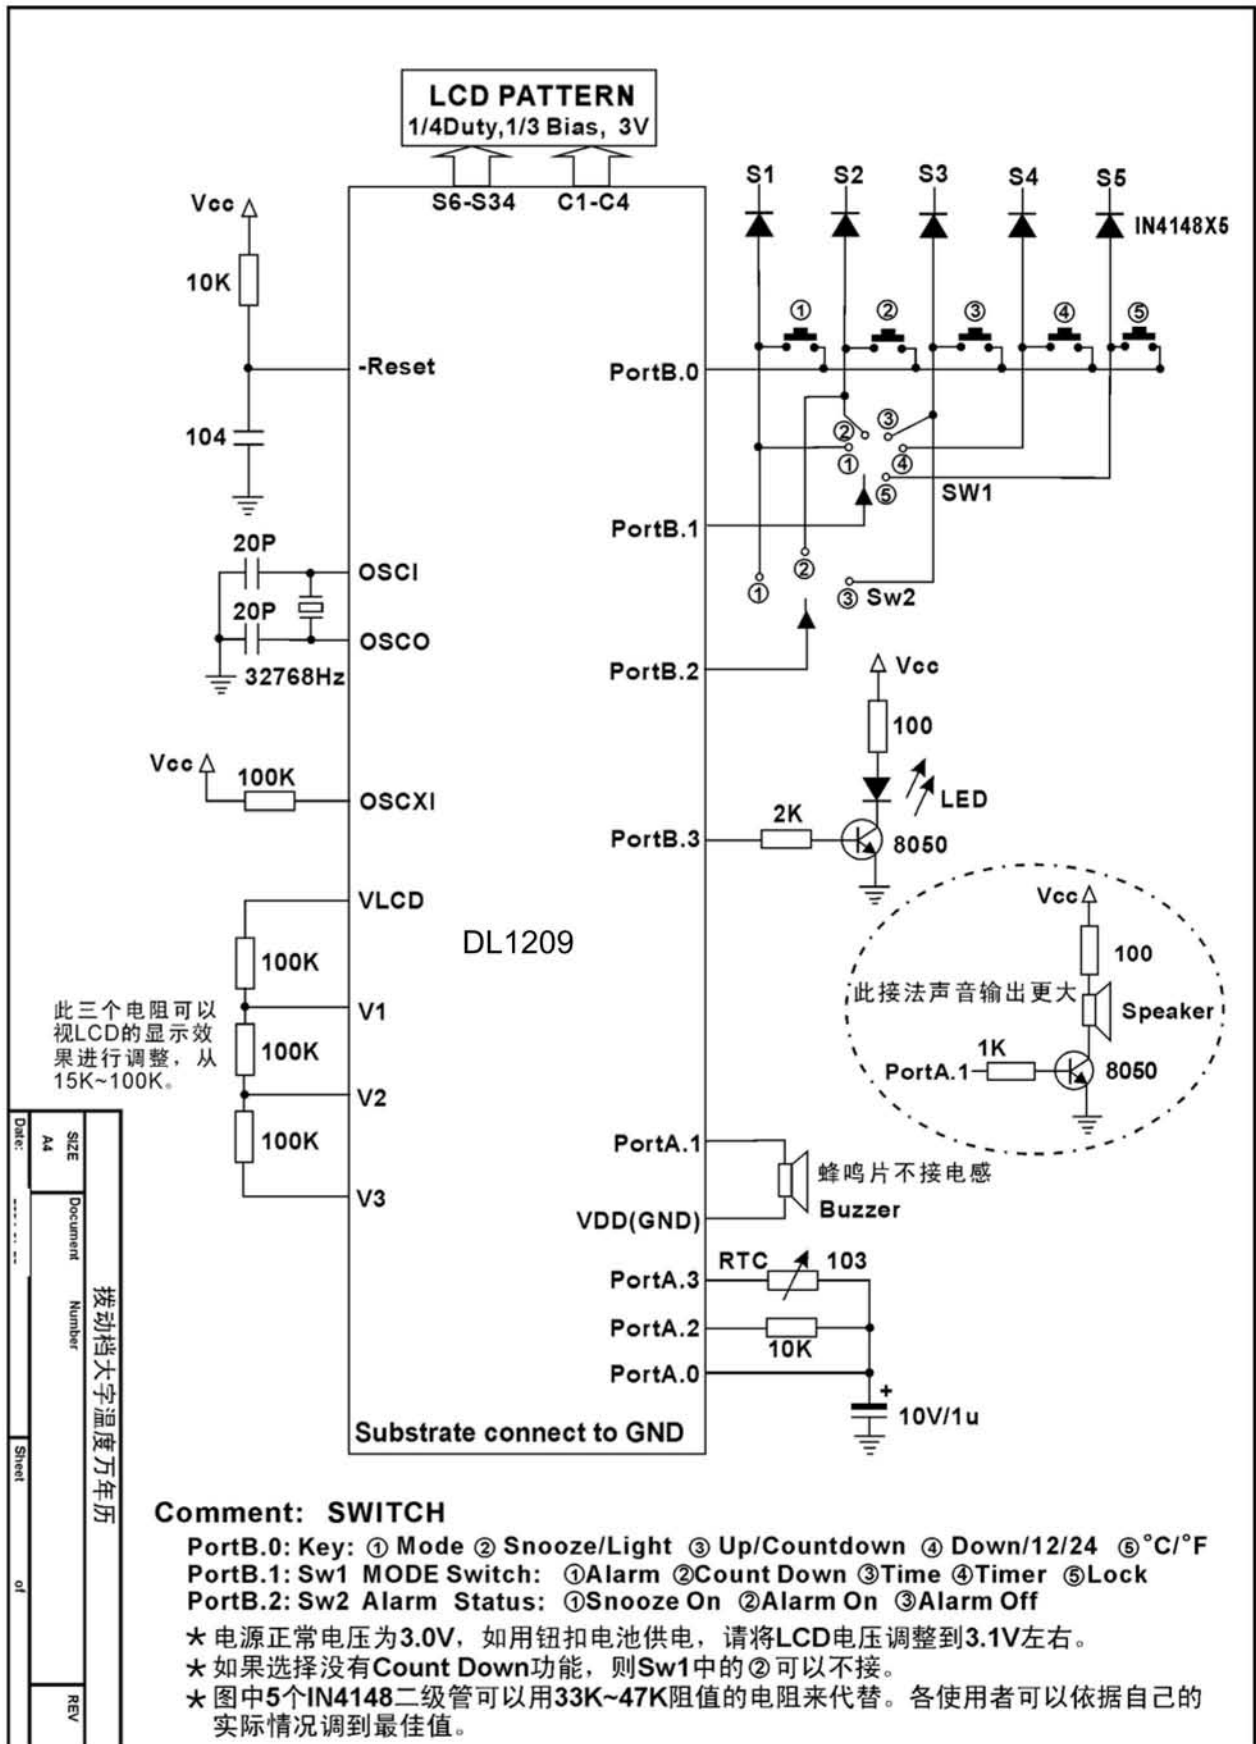 LCD PATTERN
1/4Duty,1/3 Bias, 3V
S6-S34 C1-C4
S1 S2 S3 S4 S5
IN4148X5
Vcc
10K
-Reset
104
① ② ③ ④ ⑤
PortB.0
② ③
① ④
⑤ SW1
PortB.1
20P
OSCI
20P
OSCO
32768Hz
② 
① ③ Sw2
PortB.2
Vcc
100
LED
Vcc
100K
OSCXI
PortB.3
2K
8050
VLCD
100K
V1
100K
V2
100K
V3
此三个电阻可以
视LCD的显示效
果进行调整，从
15K~100K。
DL1209
Vcc
100
此接法声音输出更大
Speaker
1K
PortA.1
8050
PortA.1
蜂鸣片不接电感
VDD(GND)
Buzzer
RTC 103
PortA.3
PortA.2
10K
PortA.0
+
10V/1u
Substrate connect to GND
Comment: SWITCH
PortB.0: Key: ① Mode ② Snooze/Light ③ Up/Countdown ④ Down/12/24 ⑤°C/°F
PortB.1: Sw1 MODE Switch: ①Alarm ②Count Down ③Time ④Timer ⑤Lock
PortB.2: Sw2 Alarm Status: ①Snooze On ②Alarm On ③Alarm Off
★电源正常电压为3.0V，如用钮扣电池供电，请将LCD电压调整到3.1V左右。
★如果选择没有Count Down功能，则Sw1中的②可以不接。
★图中5个IN4148二级管可以用33K~47K阻值的电阻来代替。各使用者可以依据自己的
实际情况调到最佳值。
拨动档大字温度万年历
SIZE
A4
Document Number
REV
Date:
Sheet of